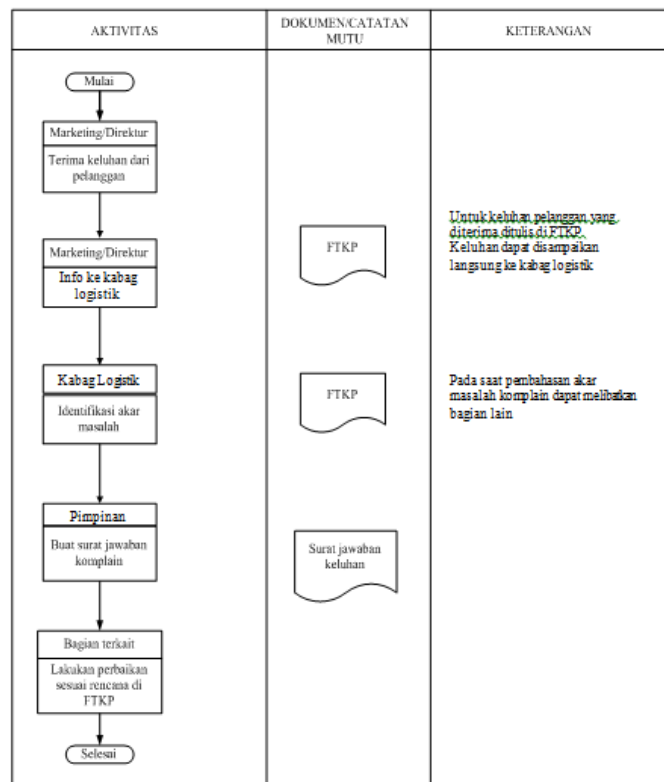 AKTIVITAS
DOKUMEN/CATATAN
MUTU
KETERANGAN
Mulai
Marketing/Direktur
Terima keluhan dari
pelanggan
Marketing/Direktur
Info ke kabag
logistik
FTKP
Untuk keluhan pelanggan yang
diterima ditulis di FTKP.
Keluhan dapat disampaikan
langsung ke kabag logistik
Kabag Logistik
Identifikasi akar
masalah
FTKP
Pada saat pembahasan akar
masalah komplain dapat melibatkan
bagian lain
Pimpinan
Buat surat jawaban
komplain
Surat jawaban
keluhan
Bagian terkait
Lakukan perbaikan
sesuai rencana di
FTKP
Selesai